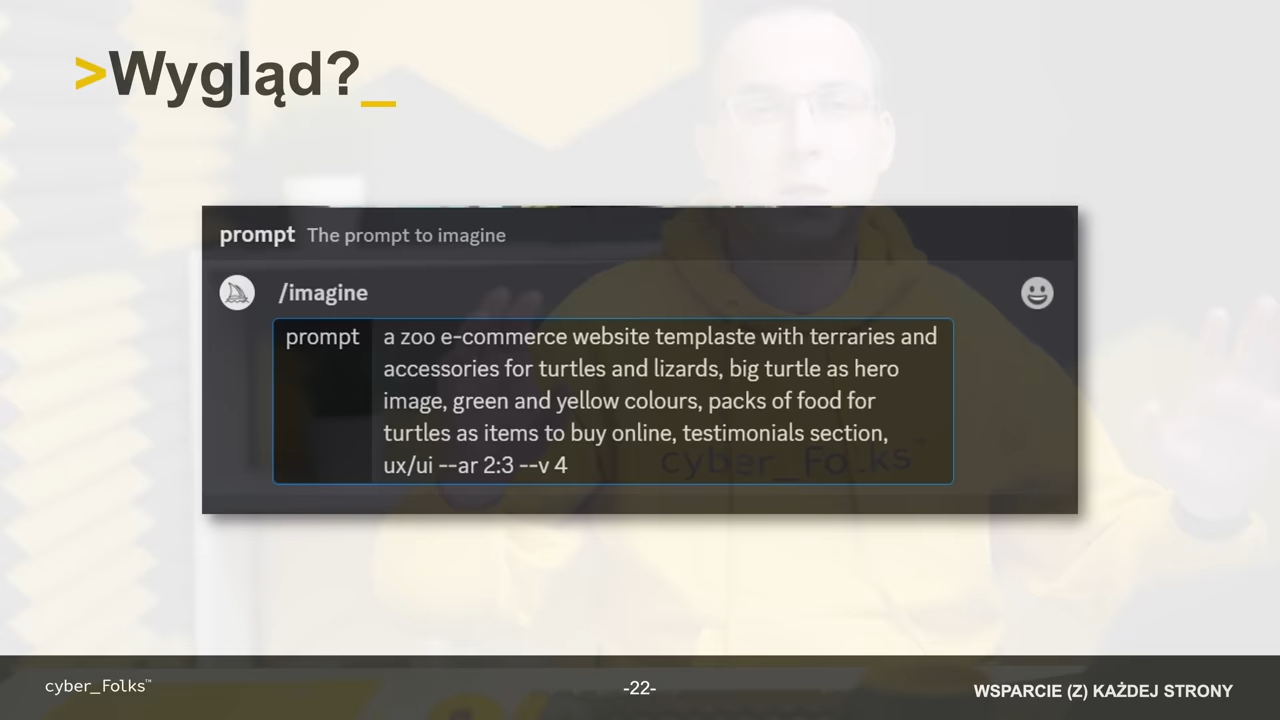 >Wygląd?_
prompt The prompt to imagine
/imagine
prompt a zoo e-commerce website templaste with terraries and
accessories for turtles and lizards, big turtle as hero
image, green and yellow colours, packs of food for
turtles as items to buy online, testimonials section,
ux/ui --ar 2:3 --v 4
cyber_Folks
cyber_Folks™
-22-
WSPARCIE (Z) KAŻDEJ STRONY